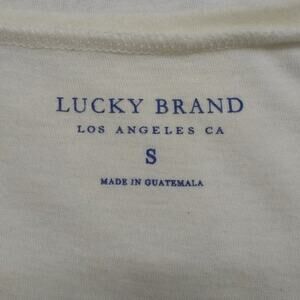 LUCKY BRAND
LOS ANGELES CA
S
MADE IN GUATEMALA